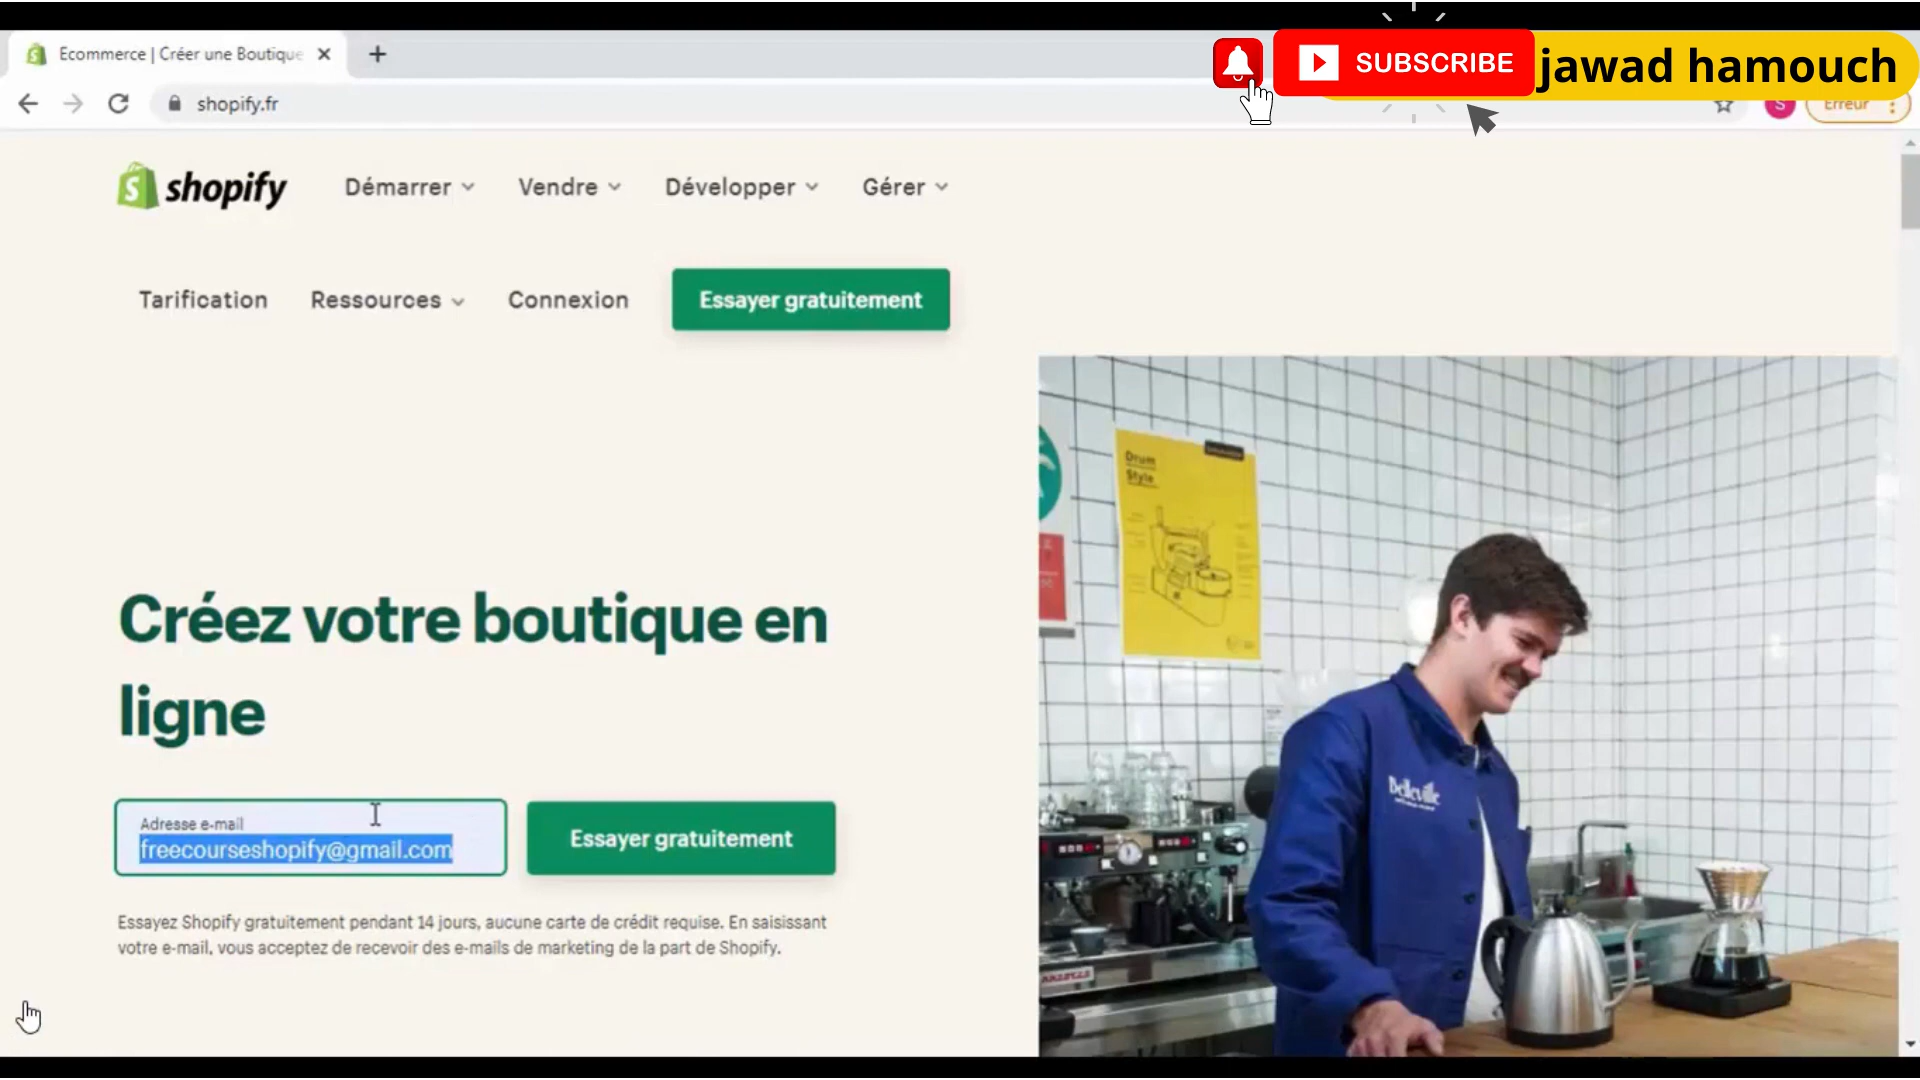 Ecommerce | Créer une Boutique
SUBSCRIBE
jawad hamouch
shopify.fr
S
Erreur
shopify
Démarrer
Vendre
Développer
Gérer
Tarification
Ressources
Connexion
Essayer gratuitement
Drum
Style
Créez votre boutique en
ligne
Belleville
Adresse e-mail
freecourseshopify@gmail.com
Essayer gratuitement
Essayez Shopify gratuitement pendant 14 jours, aucune carte de crédit requise. En saisissant
votre e-mail, vous acceptez de recevoir des e-mails de marketing de la part de Shopify.